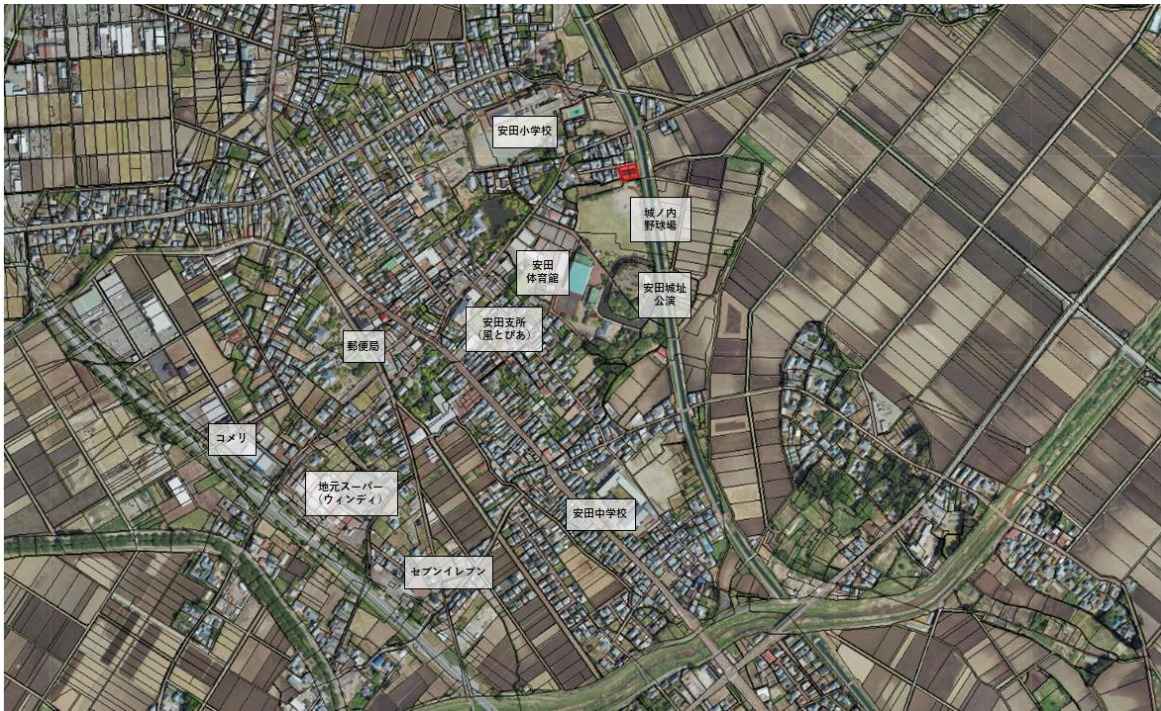 安田小学校
城ノ内
野球場
安田
体育館
安田城址
公演
安田支所
（風とぴあ）
郵便局
コメリ
地元スーパー
（ウィンディ）
安田中学校
セブンイレブン